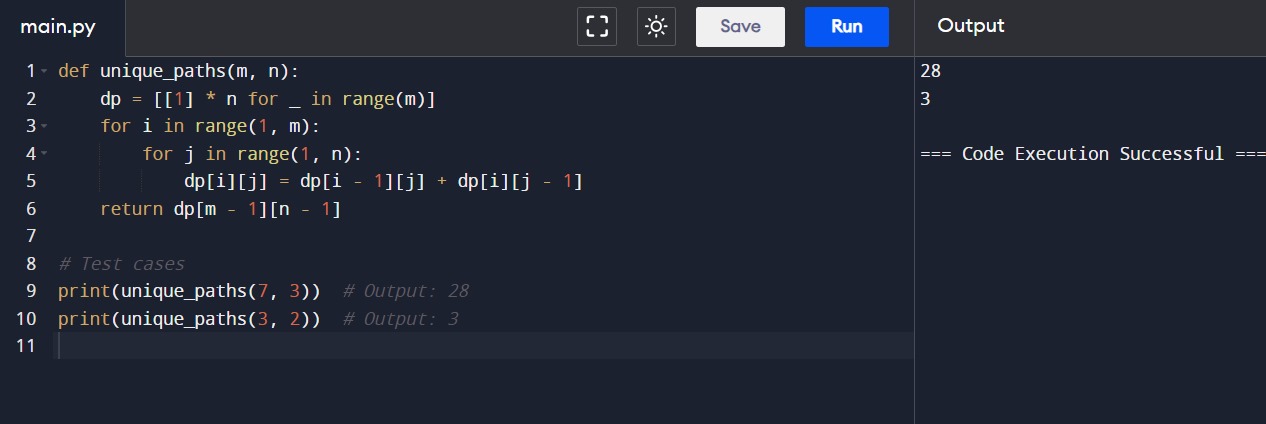 main.py
Save
Run
Output
1 def unique_paths(m, n):
2     dp = [[1] * n for _ in range(m)]
3     for i in range(1, m):
4         for j in range(1, n):
5             dp[i][j] = dp[i - 1][j] + dp[i][j - 1]
6     return dp[m - 1][n - 1]
7
8 # Test cases
9 print(unique_paths(7, 3))  # Output: 28
10 print(unique_paths(3, 2))  # Output: 3
11
28
3
=== Code Execution Successful ===